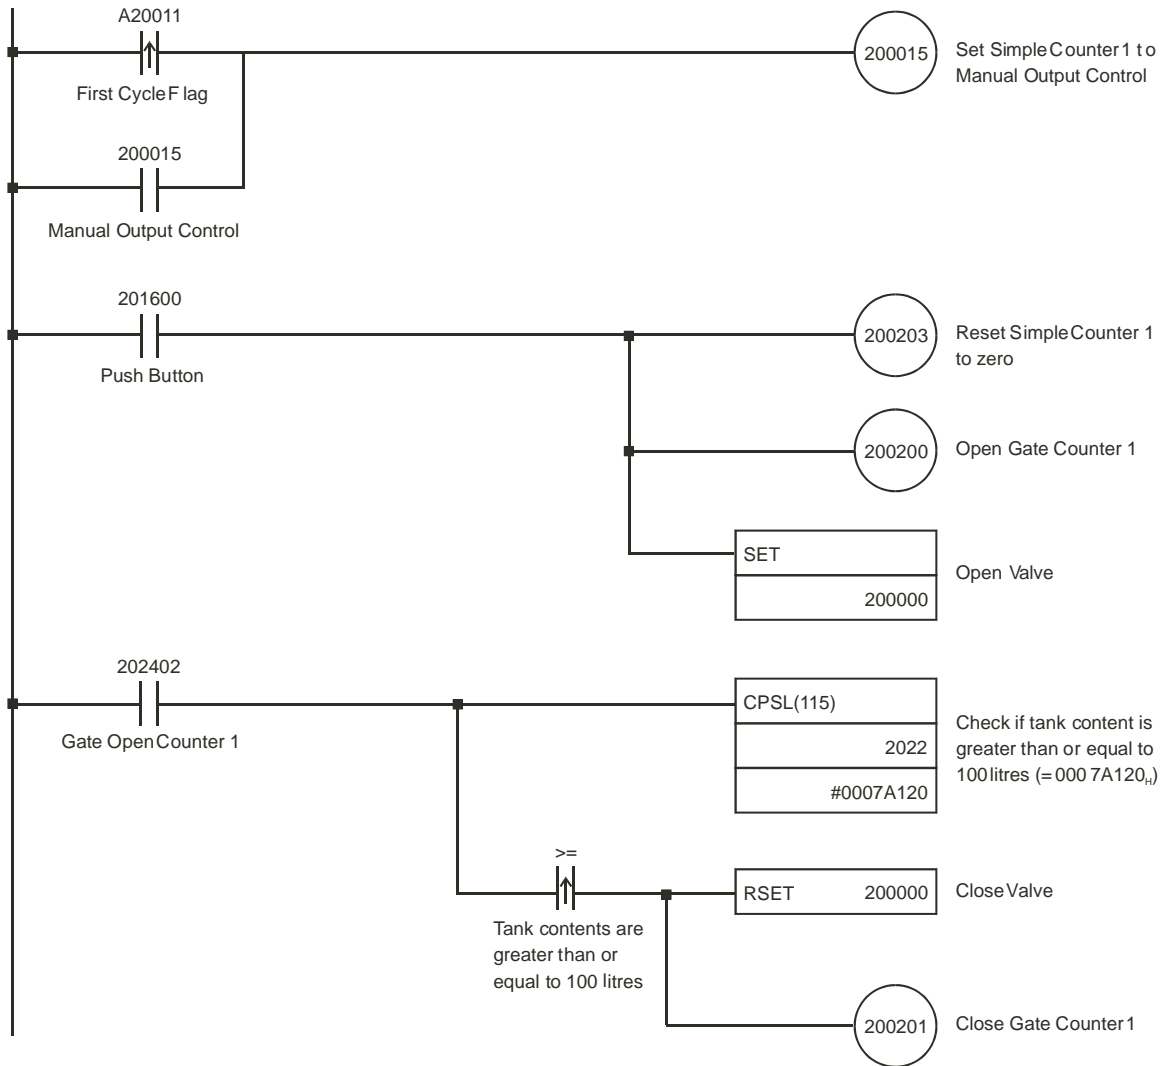 A20011
First Cycle Flag
200015
Set Simple Counter 1 to
Manual Output Control
200015
Manual Output Control
201600
Push Button
200203
Reset Simple Counter 1
to zero
200200
Open Gate Counter 1
SET
200000
Open Valve
202402
Gate Open Counter 1
CPSL(115)
2022
#0007A120
Check if tank content is
greater than or equal to
100 litres (= 000 7A120H)
>=
Tank contents are
greater than or
equal to 100 litres
RSET 200000
Close Valve
200201
Close Gate Counter 1